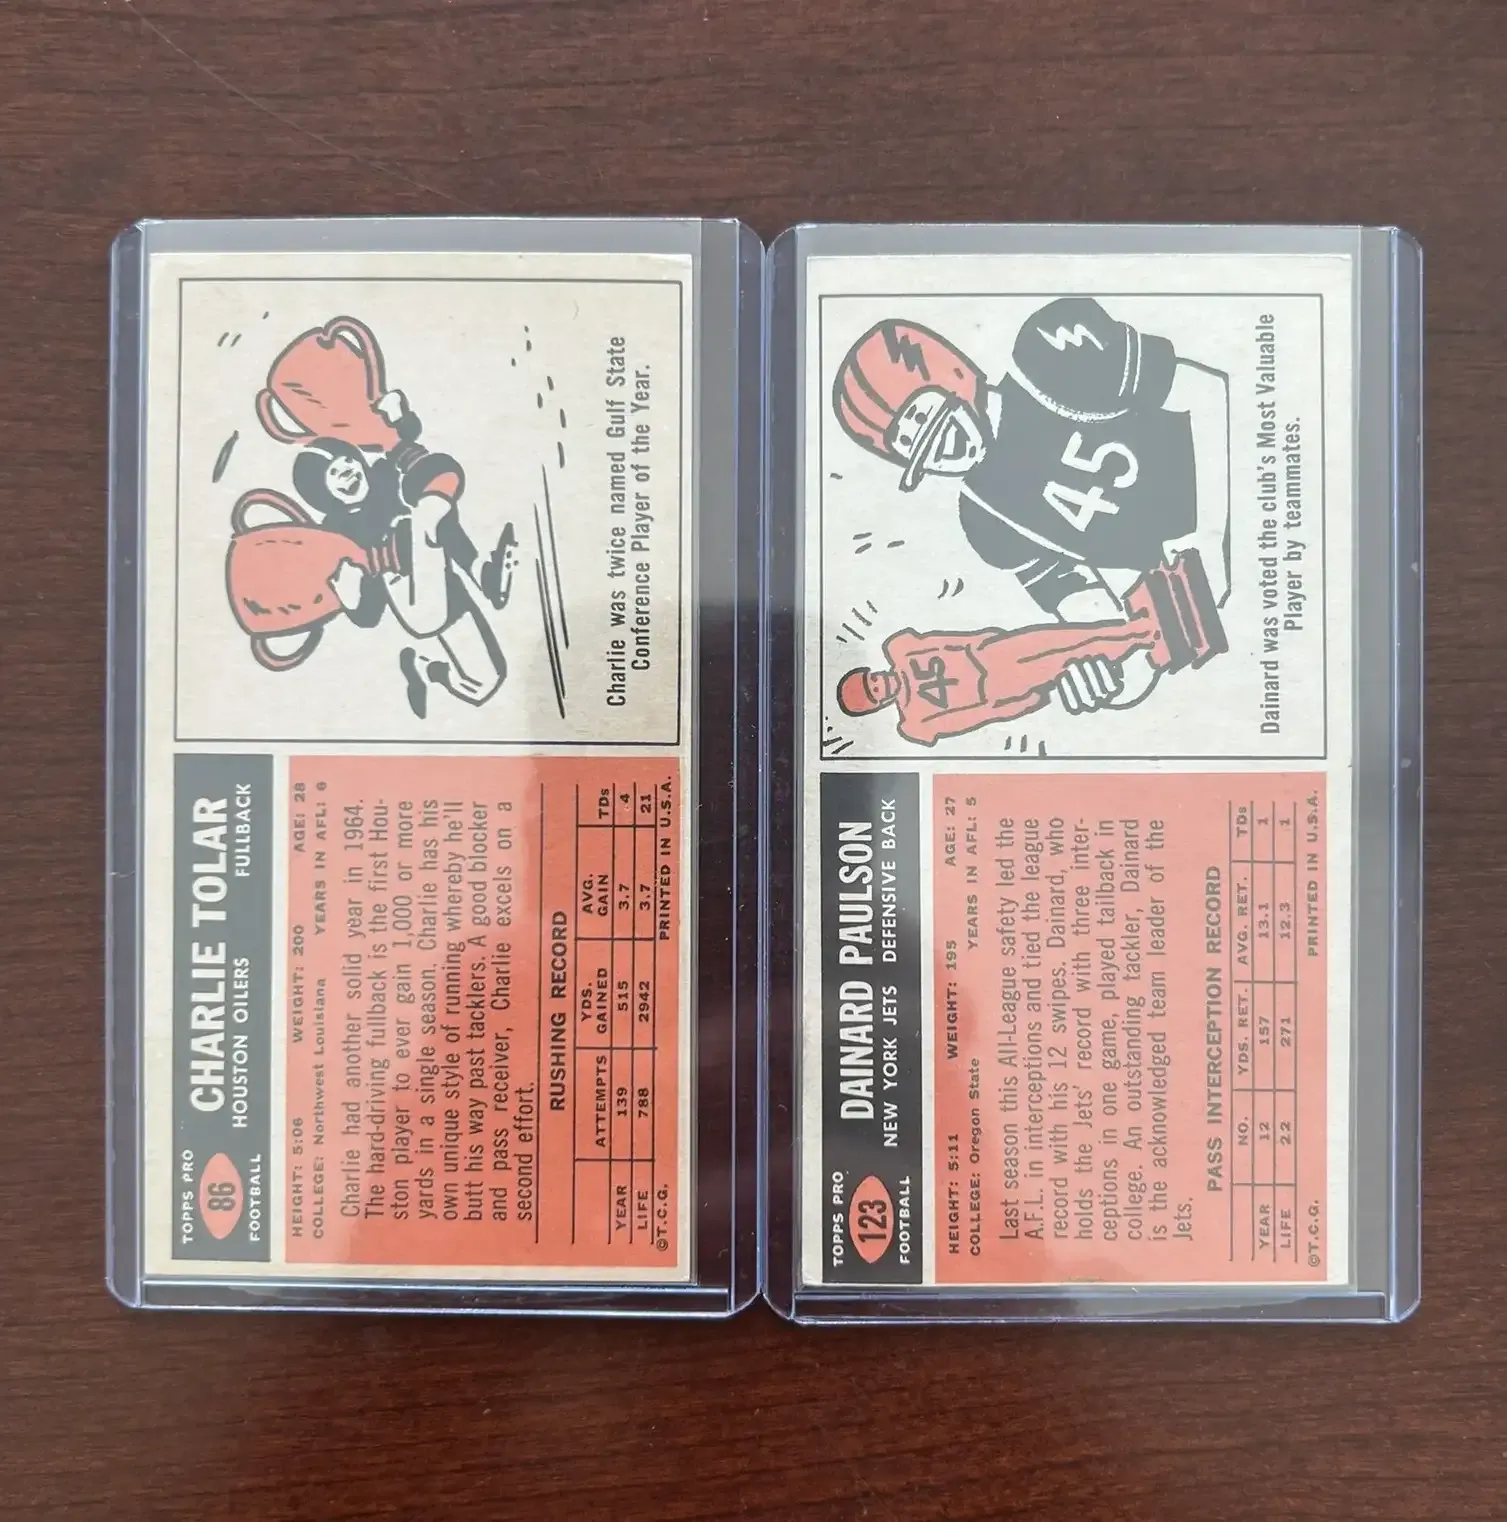 TOPPS PRO
86
FOOTBALL
CHARLIE TOLAR
HOUSTON OILERS FULLBACK
HEIGHT: 5:06 WEIGHT: 200 AGE: 28
COLLEGE: Northwest Louisiana YEARS IN AFL: 6
Charlie had another solid year in 1964.
The hard-driving fullback is the first Hou-
ston player to ever gain 1,000 or more
yards in a single season. Charlie has his
own unique style of running whereby he'll
butt his way past tacklers. A good blocker
and pass receiver, Charlie excels on a
second effort.
RUSHING RECORD
ATTEMPTS YDS. GAINED AVG. GAIN TDs
YEAR 139 515 3.7 4
LIFE 788 2942 3.7 21
©T.C.G. PRINTED IN U.S.A.
Charlie was twice named Gulf State
Conference Player of the Year.
TOPPS PRO
123
FOOTBALL
DAINARD PAULSON
NEW YORK JETS DEFENSIVE BACK
HEIGHT: 5:11 WEIGHT: 195 AGE: 27
COLLEGE: Oregon State YEARS IN AFL: 5
Last season this All-League safety led the
A.F.L. in interceptions and tied the league
record with his 12 swipes. Dainard, who
holds the Jets' record with three inter-
ceptions in one game, played tailback in
college. An outstanding tackler, Dainard
is the acknowledged team leader of the
Jets.
PASS INTERCEPTION RECORD
NO. YDS. RET. AVG. RET. TDs
YEAR 12 157 13.1 1
LIFE 22 271 12.3 1
©T.C.G. PRINTED IN U.S.A.
45
45
Dainard was voted the club's Most Valuable
Player by teammates.